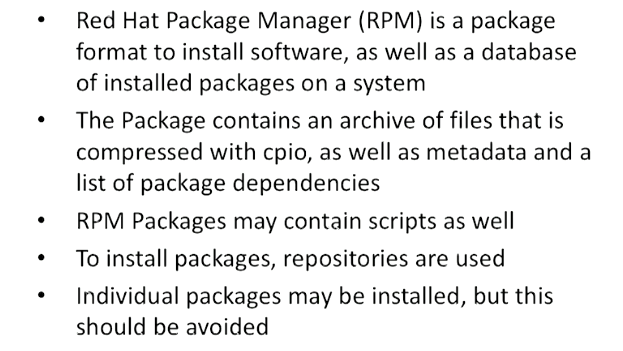 • Red Hat Package Manager (RPM) is a package
format to install software, as well as a database
of installed packages on a system
• The Package contains an archive of files that is
compressed with cpio, as well as metadata and a
list of package dependencies
• RPM Packages may contain scripts as well
• To install packages, repositories are used
• Individual packages may be installed, but this
should be avoided